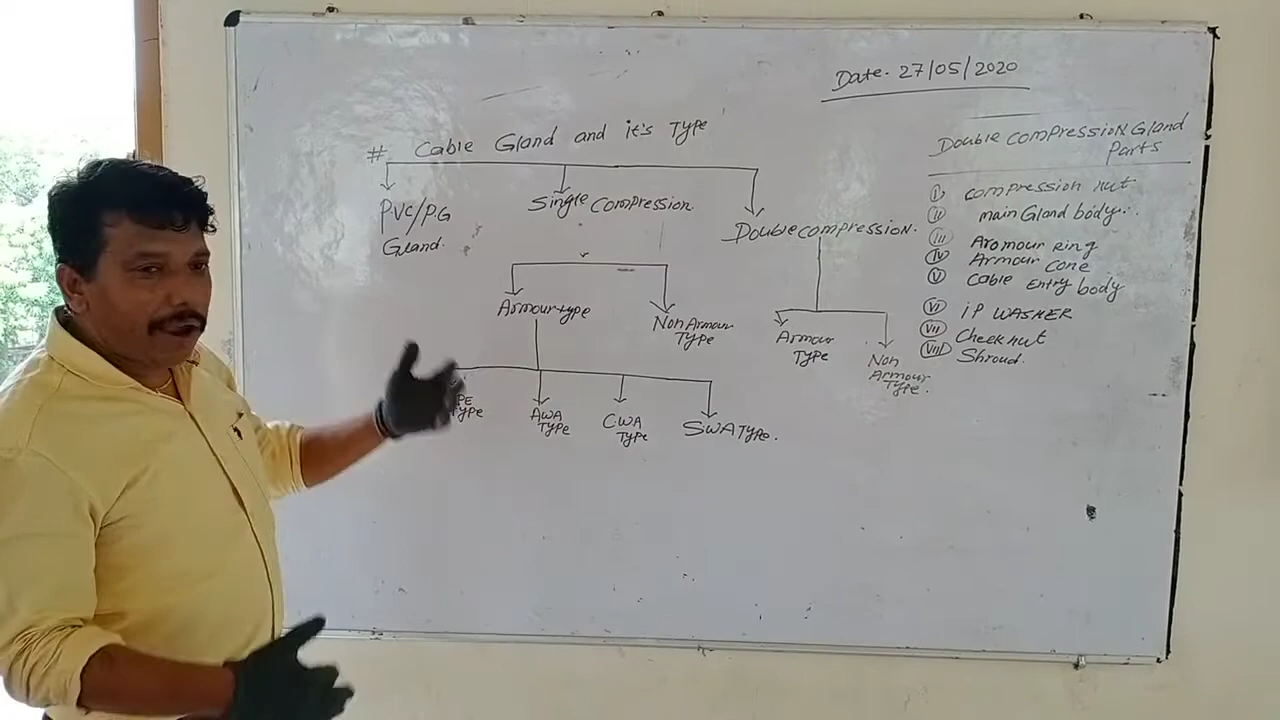 Date. 27/05/2020
# Cable Gland and it's Type
PVC/PG
Gland.
Single Compression.
Double compression.
Armour type
Non Armour
Type
Type
AWA
Type
CWA
Type
SWA Type.
Armour
Type
Non
Armour
Type.
Double Compression Gland
Parts
(i) compression nut
(ii) main Gland body..
(iii) Aromour Ring
(iv) Armour Cone
(v) Cable Entry body
(vi) iP WASHER
(vii) Check nut
(viii) Shroud.